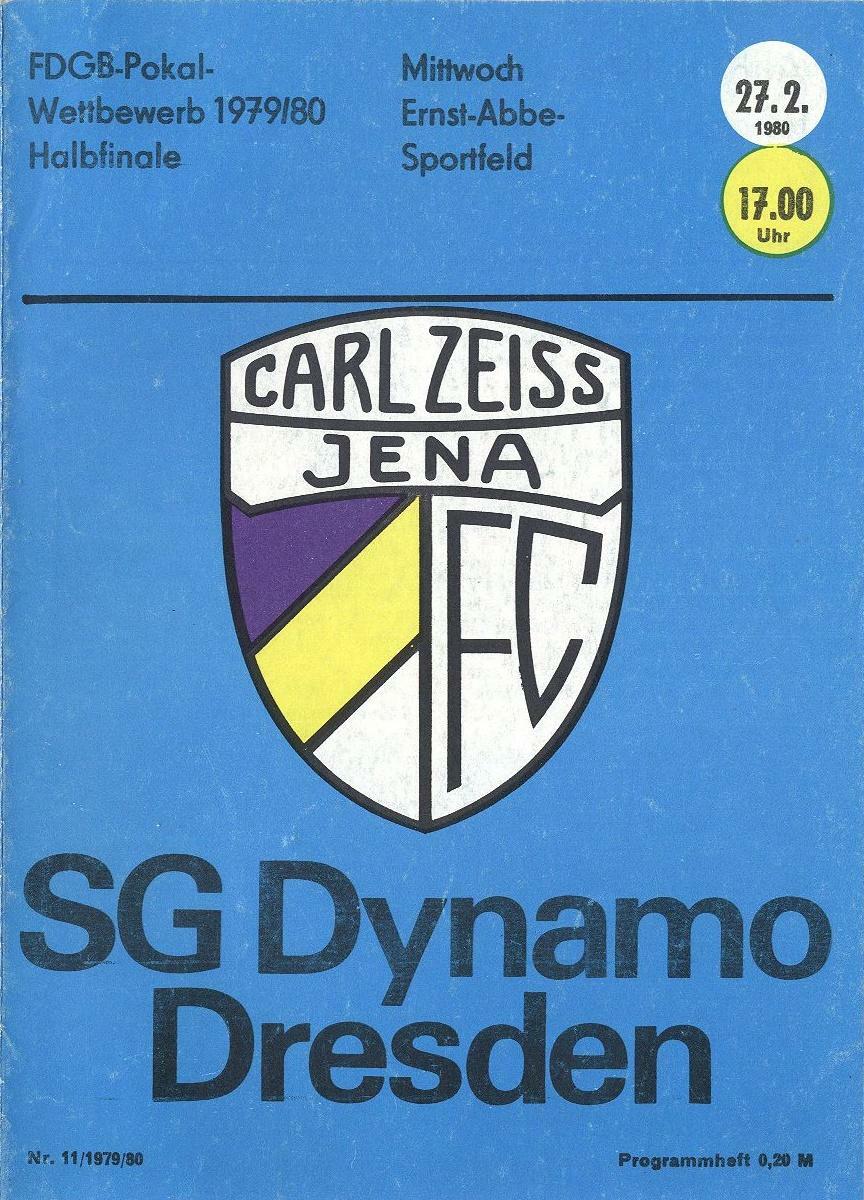 FDGB-Pokal-
Wettbewerb 1979/80
Halbfinale
Mittwoch
Ernst-Abbe-
Sportfeld
27.2.
1980
17.00
Uhr
CARL ZEISS
JENA
FC
SG Dynamo
Dresden
Nr. 11/1979/80
Programmheft 0,20 M